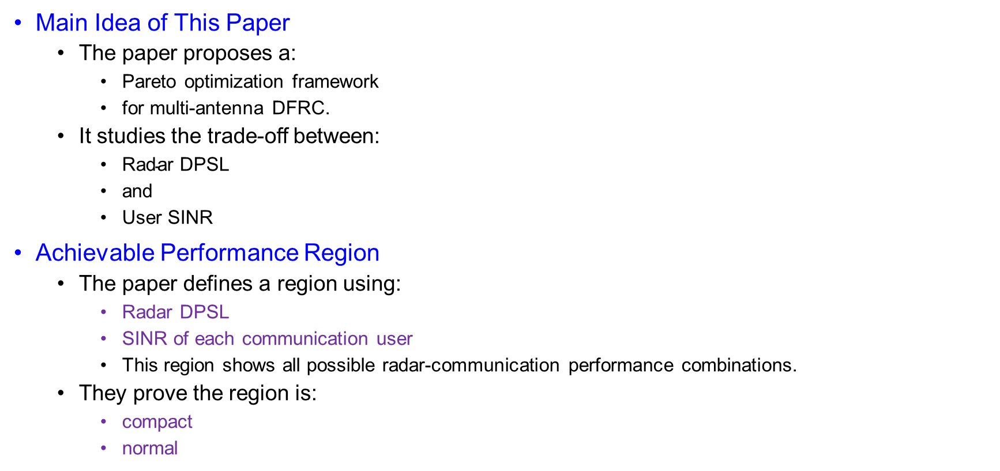 • Main Idea of This Paper
• The paper proposes a:
• Pareto optimization framework
• for multi-antenna DFRC.
• It studies the trade-off between:
• Rad-ar DPSL
• and
• User SINR
• Achievable Performance Region
• The paper defines a region using:
• Radar DPSL
• SINR of each communication user
• This region shows all possible radar-communication performance combinations.
• They prove the region is:
• compact
• normal